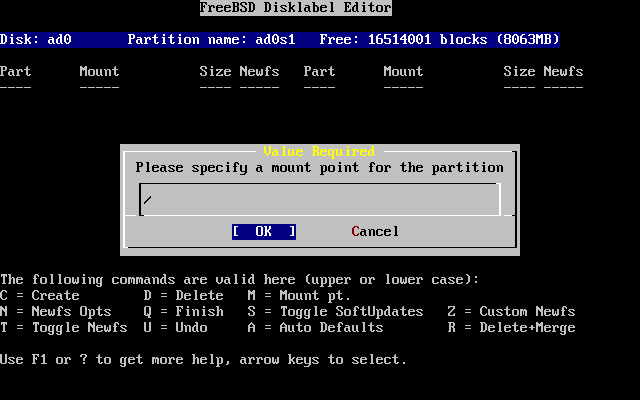 FreeBSD Disklabel Editor
Disk: ad0 Partition name: ad0s1 Free: 16514001 blocks (8063MB)
Part Mount Size Newfs Part Mount Size Newfs
---- ----- ---- ----- ---- ----- ---- -----
Value Required
Please specify a mount point for the partition
/
[ OK ] Cancel
The following commands are valid here (upper or lower case):
C = Create D = Delete M = Mount pt.
N = Newfs Opts Q = Finish S = Toggle SoftUpdates Z = Custom Newfs
T = Toggle Newfs U = Undo A = Auto Defaults R = Delete+Merge
Use F1 or ? to get more help, arrow keys to select.